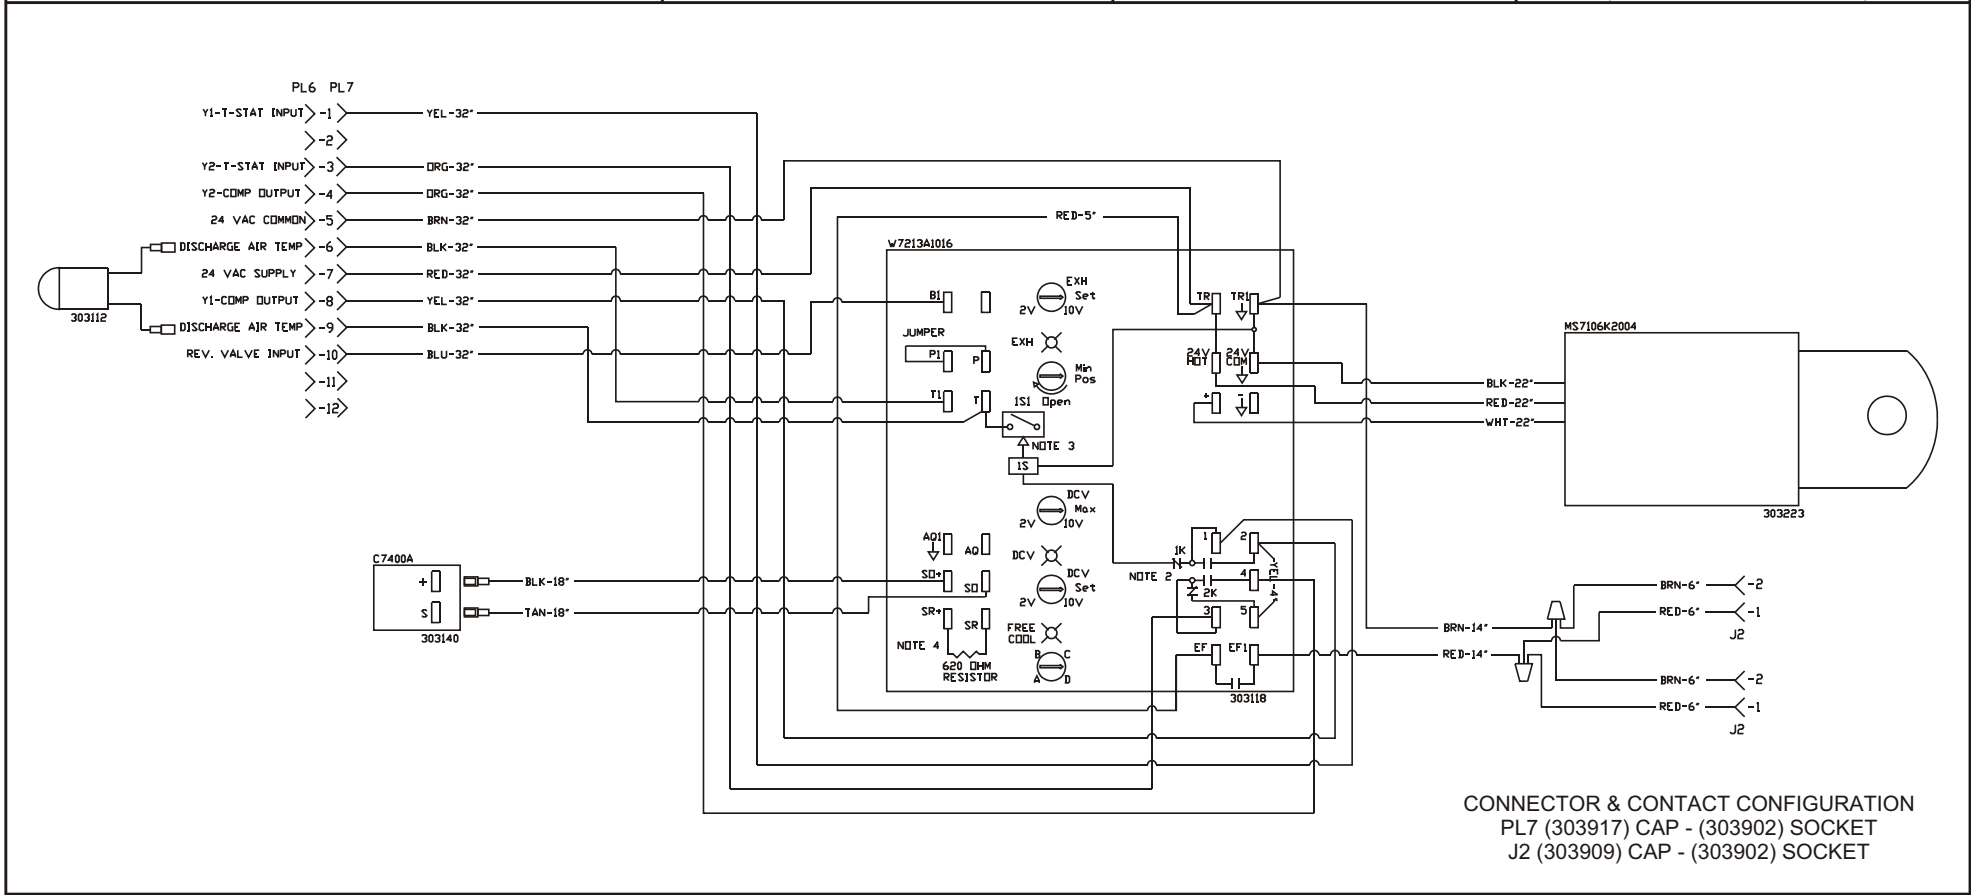 PL6 PL7
Y1-T-STAT INPUT -1 YEL-32"
-2
Y2-T-STAT INPUT -3 ORG-32"
Y2-COMP OUTPUT -4 ORG-32"
24 VAC COMMON -5 BRN-32"
DISCHARGE AIR TEMP -6 BLK-32"
24 VAC SUPPLY -7 RED-32"
Y1-COMP OUTPUT -8 YEL-32"
DISCHARGE AIR TEMP -9 BLK-32"
REV. VALVE INPUT -10 BLU-32"
-11
-12
303112
RED-5"
W7213A1016
B1
EXH
Set
2V 10V
JUMPER
EXH
P1 P
Min
Pos
Open
T1 T
1S1
NOTE 3
1S
TR TR1
24V
HOT
24V
COM
+ -
MS7106K2004
BLK-22"
RED-22"
WHT-22"
303223
DCV
Max
2V 10V
AQ1 AQ
DCV
SO+ SO
DCV
Set
2V 10V
SR+ SR
FREE
COOL
NOTE 4
620 OHM
RESISTOR
B C
A D
1 2
1K
NOTE 2
4
2K
YEL-4"
3 5
EF EF1
303118
C7400A
+ BLK-18"
S TAN-18"
303140
BRN-14"
RED-14"
BRN-6" -2
RED-6" -1
J2
BRN-6" -2
RED-6" -1
J2
CONNECTOR & CONTACT CONFIGURATION
PL7 (303917) CAP - (303902) SOCKET
J2 (303909) CAP - (303902) SOCKET